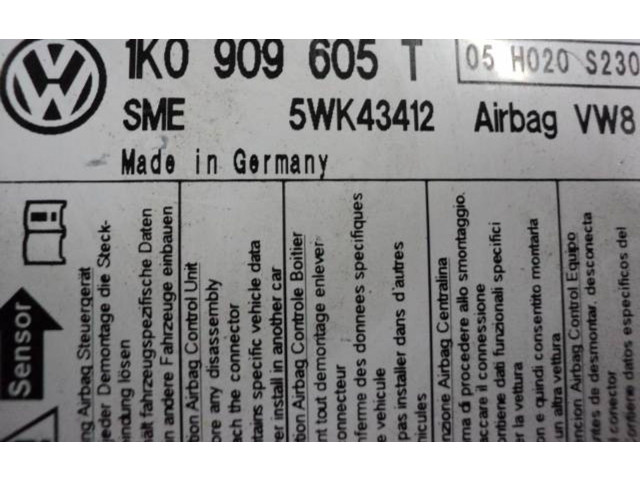 1K0 909 605 T 05 H020 S230
SME 5WK43412 Airbag VW8
Made in Germany
Sensor
Airbag Steuergerät
jeder Demontage die Steck-
lösen
fahrzeugspezifische Daten
in andere Fahrzeuge einbauen
Airbag Control Unit
any disassembly
the connector
specific vehicle data
install in another car
Airbag Controle Boitier
tout demontage enlever
connecteur
des donnees specifiques
vehicule
pas installer dans d'autres
Airbag Centralina
di procedere allo smontaggio.
il connessione
dati funzionali specifici
la vettura
e quindi consentito montarla
un altra vettura
Airbag Control Equipo
de desmontar, desconecta
conector
datos especificos del